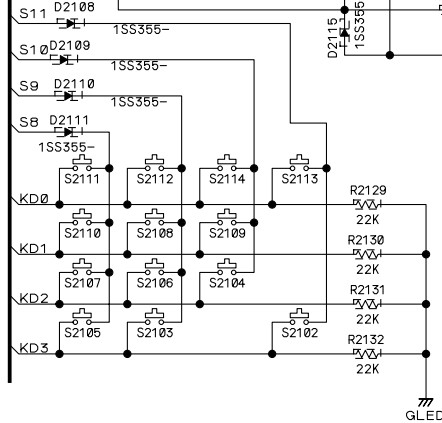 S11 D2108
1SS355-
S10 D2109
1SS355-
S9 D2110
1SS355-
S8 D2111
1SS355-
D2115
1SS355
S2111 S2112 S2114 S2113
KD0
R2129
22K
S2110 S2108 S2109
KD1
R2130
22K
S2107 S2106 S2104
KD2
R2131
22K
S2105 S2103 S2102
KD3
R2132
22K
GLED